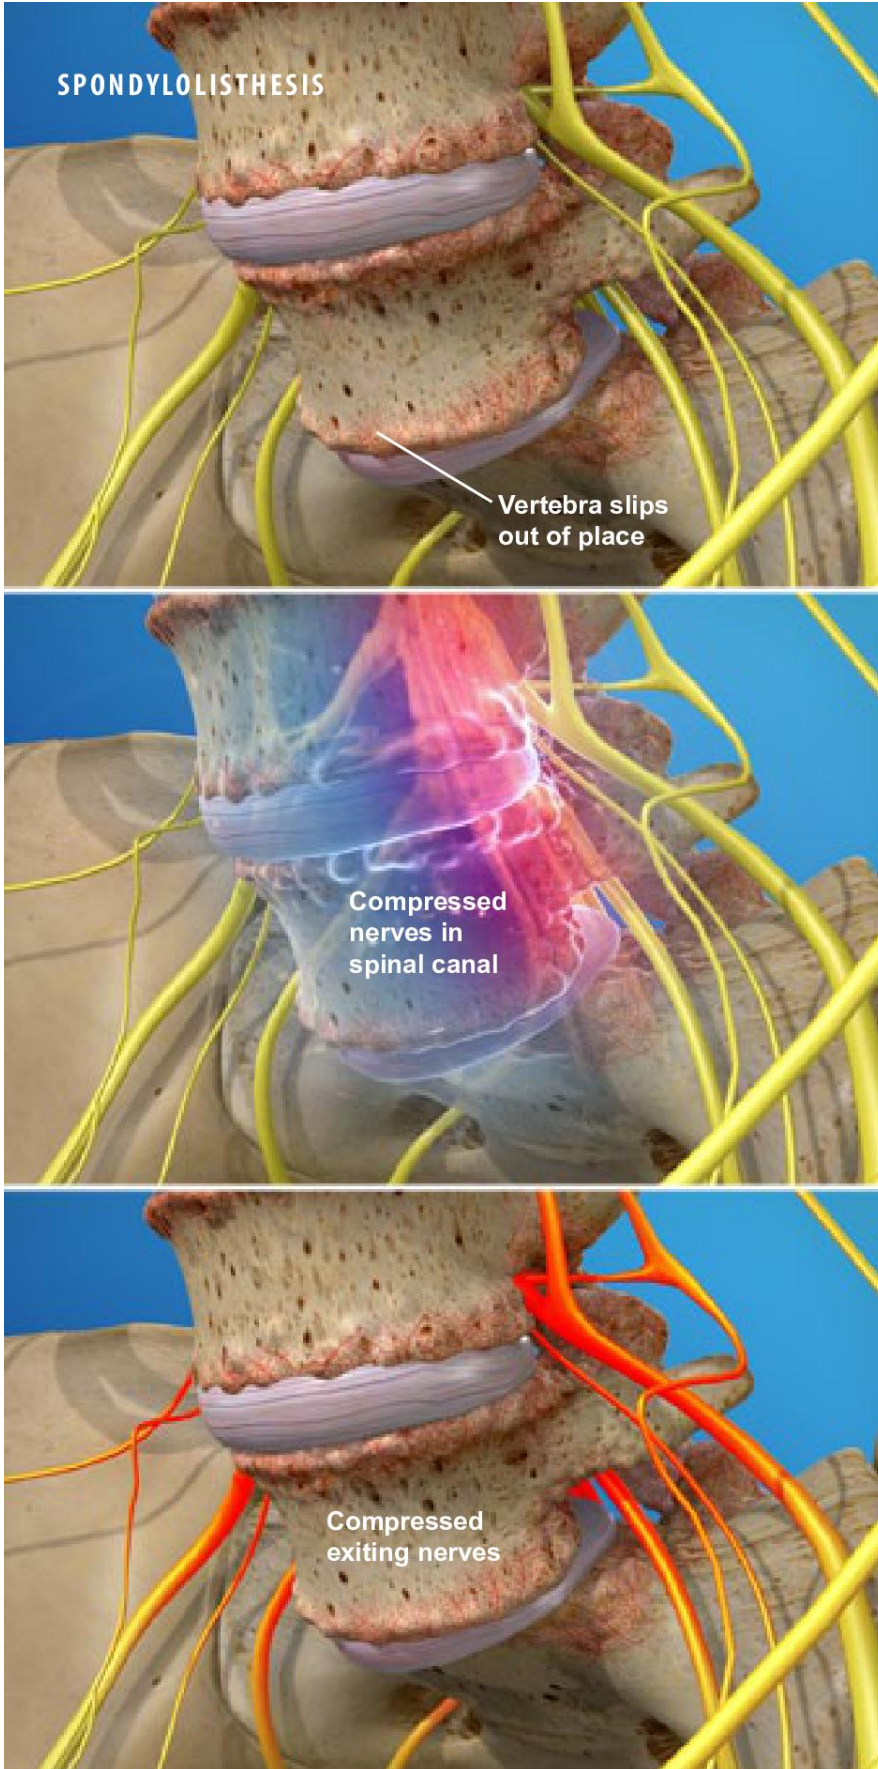 SPONDYLOLISTHESIS
Vertebra slips
out of place
Compressed
nerves in
spinal canal
Compressed
exiting nerves